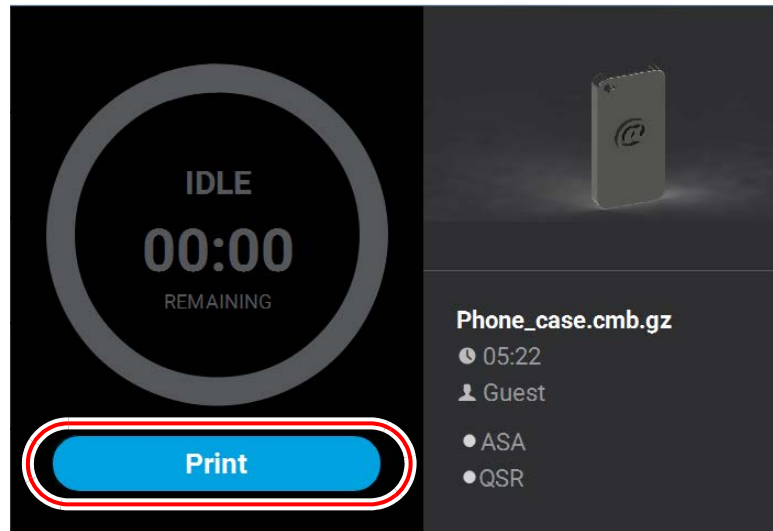 IDLE
00:00
REMAINING
Print
@
Phone_case.cmb.gz
05:22
Guest
ASA
QSR